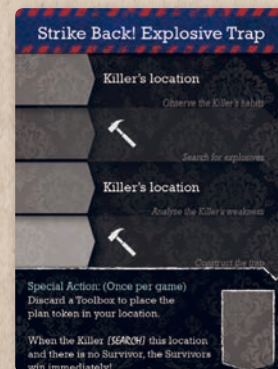 Strike Back! Explosive Trap
Killer's location
Observe the Killer's habits
Search for explosives
Killer's location
Analyse the Killer's weakness
Construct the trap
Special Action: (Once per game)
Discard a Toolbox to place the
plan token in your location.
When the Killer (SEARCH) this location
and there is no Survivor, the Survivors
win immediately!